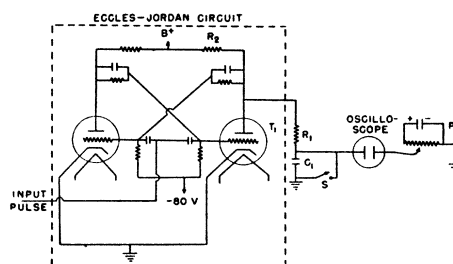 ECCLES-JORDAN CIRCUIT
B+
R2
T1
R1
C1
S
OSCILLO-
SCOPE
+ -
P
INPUT
PULSE
-80 V